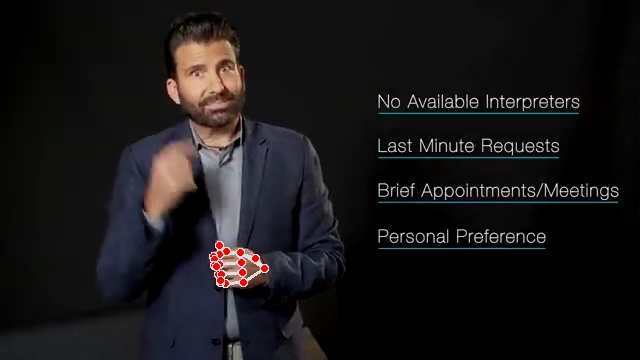 No Available Interpreters
Last Minute Requests
Brief Appointments/Meetings
Personal Preference